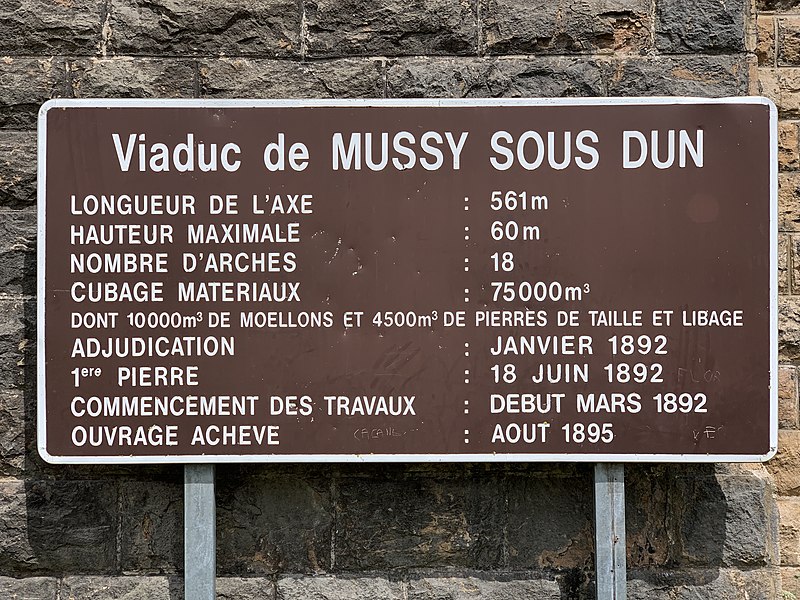 Viaduc de MUSSY SOUS DUN
LONGUEUR DE L'AXE : 561m
HAUTEUR MAXIMALE : 60m
NOMBRE D'ARCHES : 18
CUBAGE MATERIAUX : 75000m³
DONT 10000m³ DE MOELLONS ET 4500m³ DE PIERRES DE TAILLE ET LIBAGE
ADJUDICATION : JANVIER 1892
1ere PIERRE : 18 JUIN 1892
COMMENCEMENT DES TRAVAUX : DEBUT MARS 1892
OUVRAGE ACHEVE : AOUT 1895